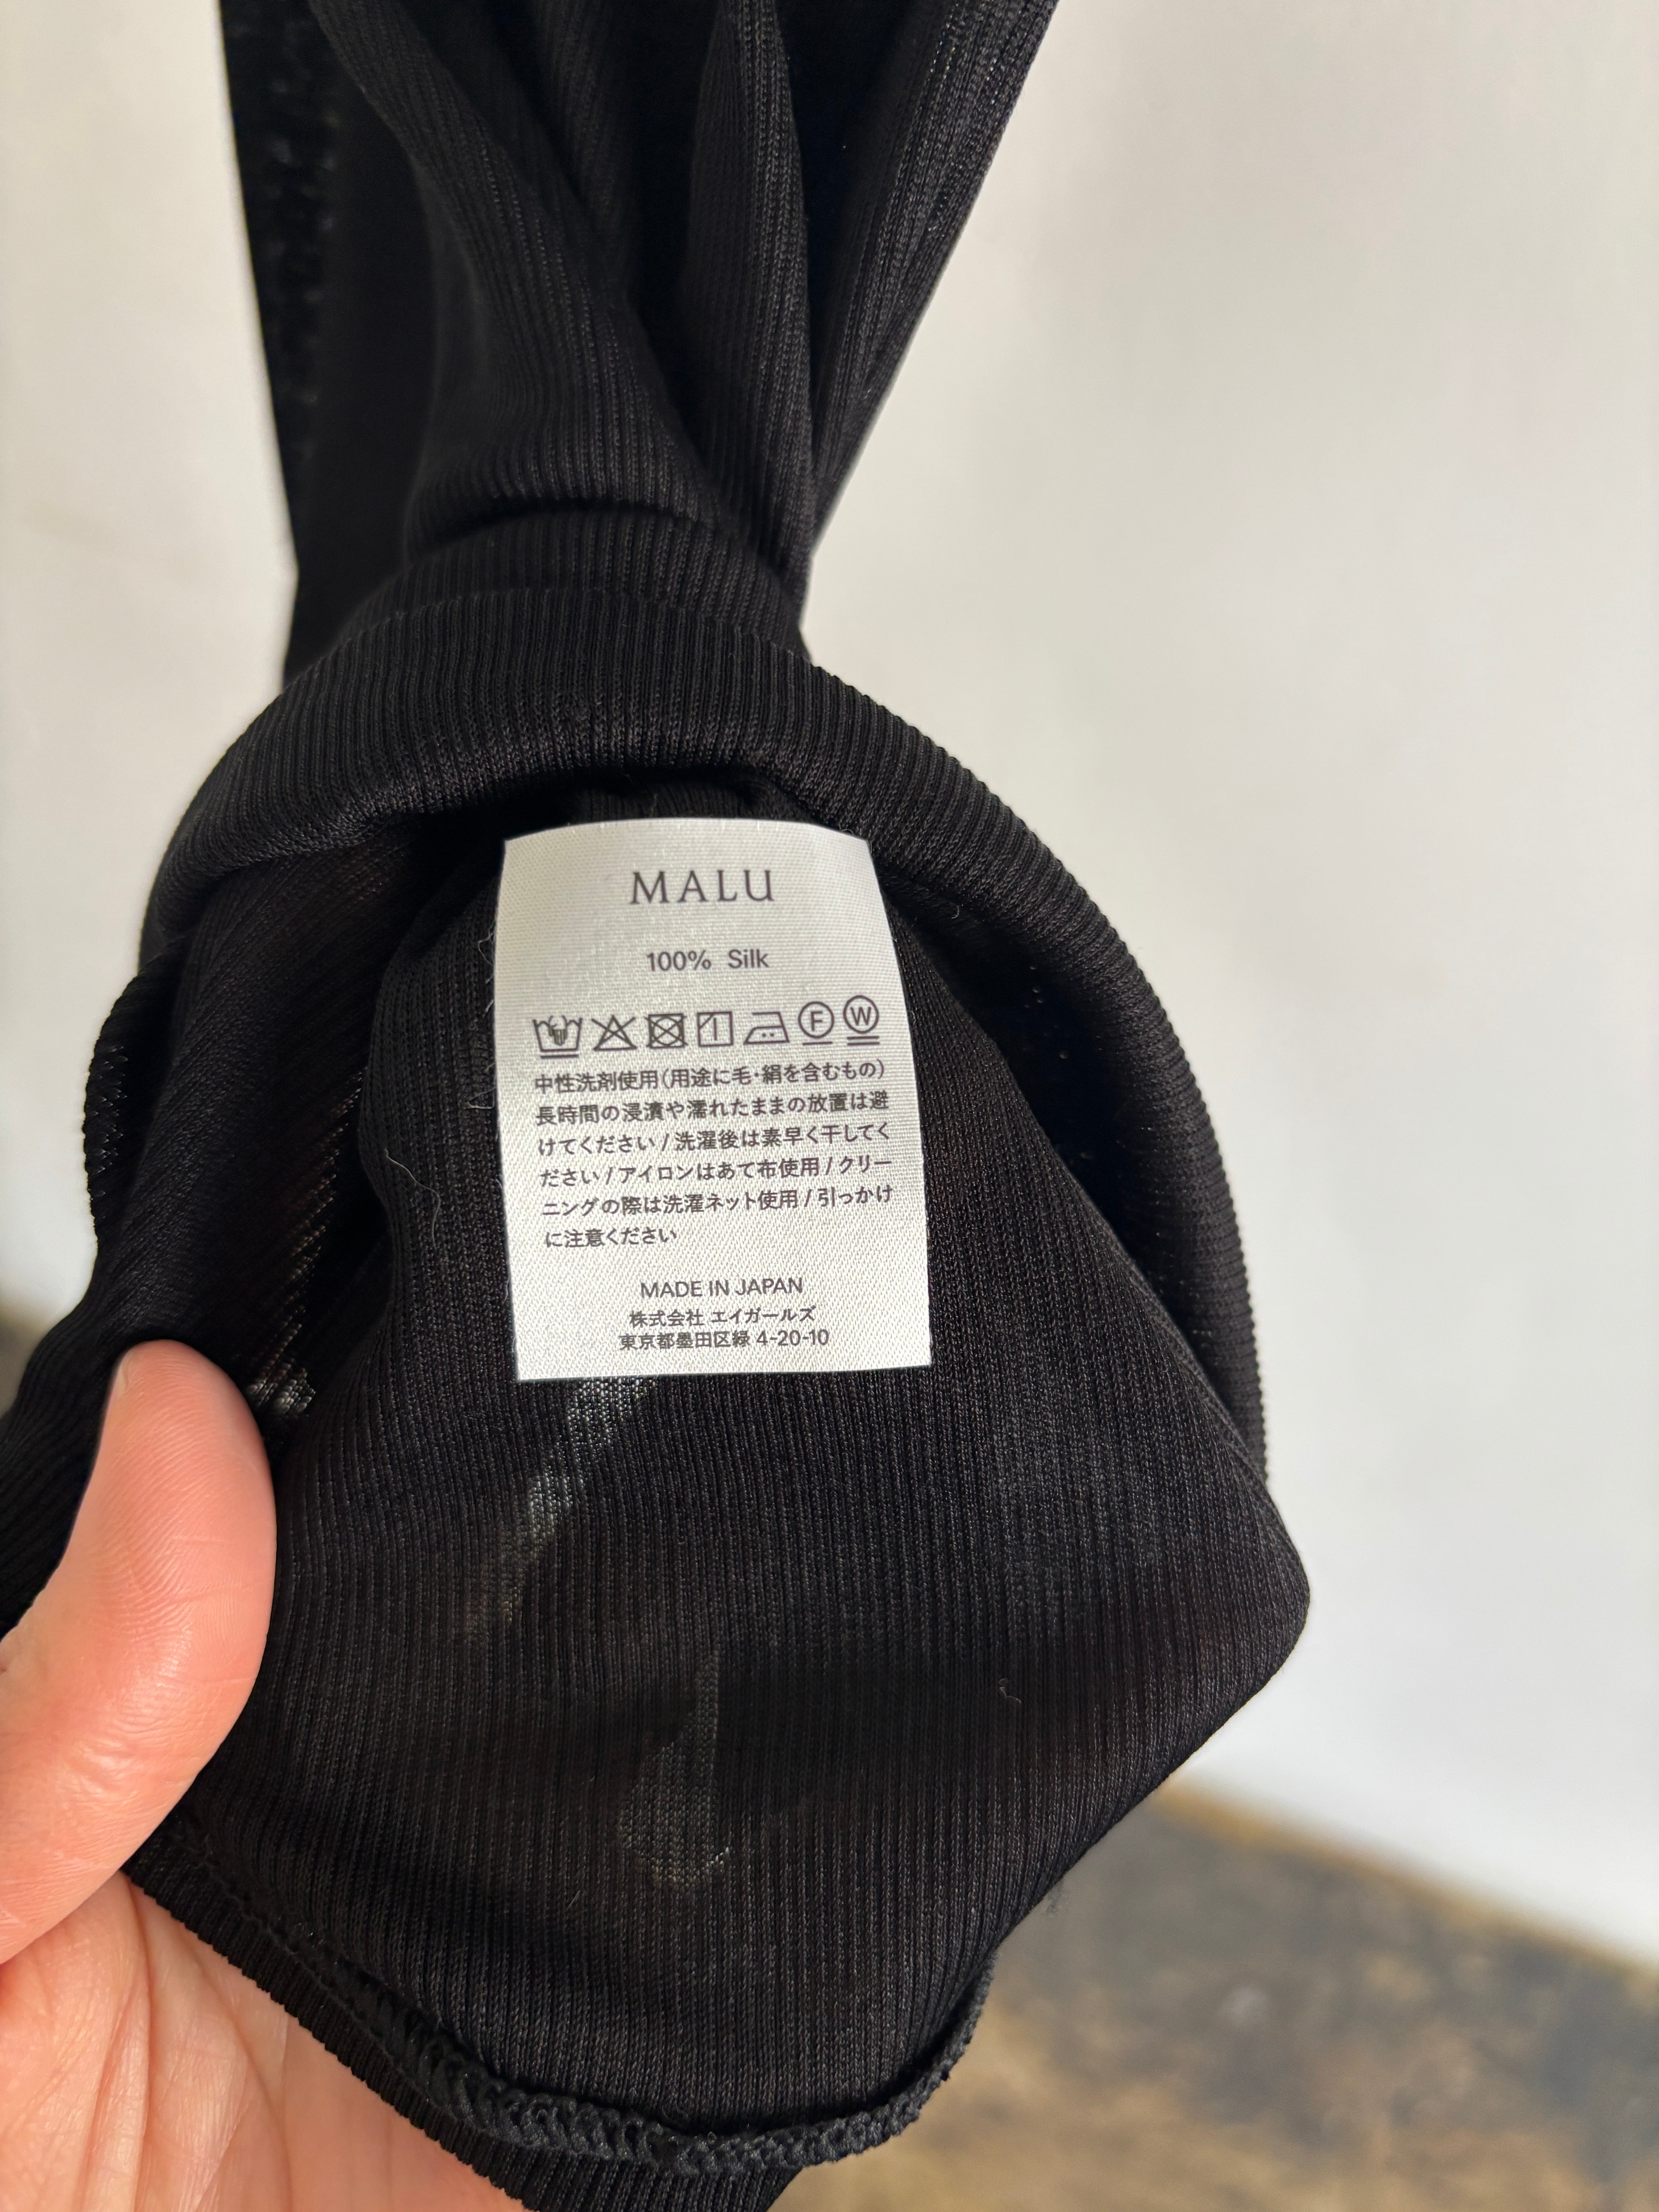 MALU
100% Silk
F W
中性洗剤使用(用途に毛・絹を含むもの)
長時間の浸漬や濡れたままの放置は避
けてください / 洗濯後は素早く干してく
ださい / アイロンはあて布使用 / クリー
ニングの際は洗濯ネット使用 / 引っかけ
に注意ください
MADE IN JAPAN
株式会社 エイガールズ
東京都墨田区緑 4-20-10